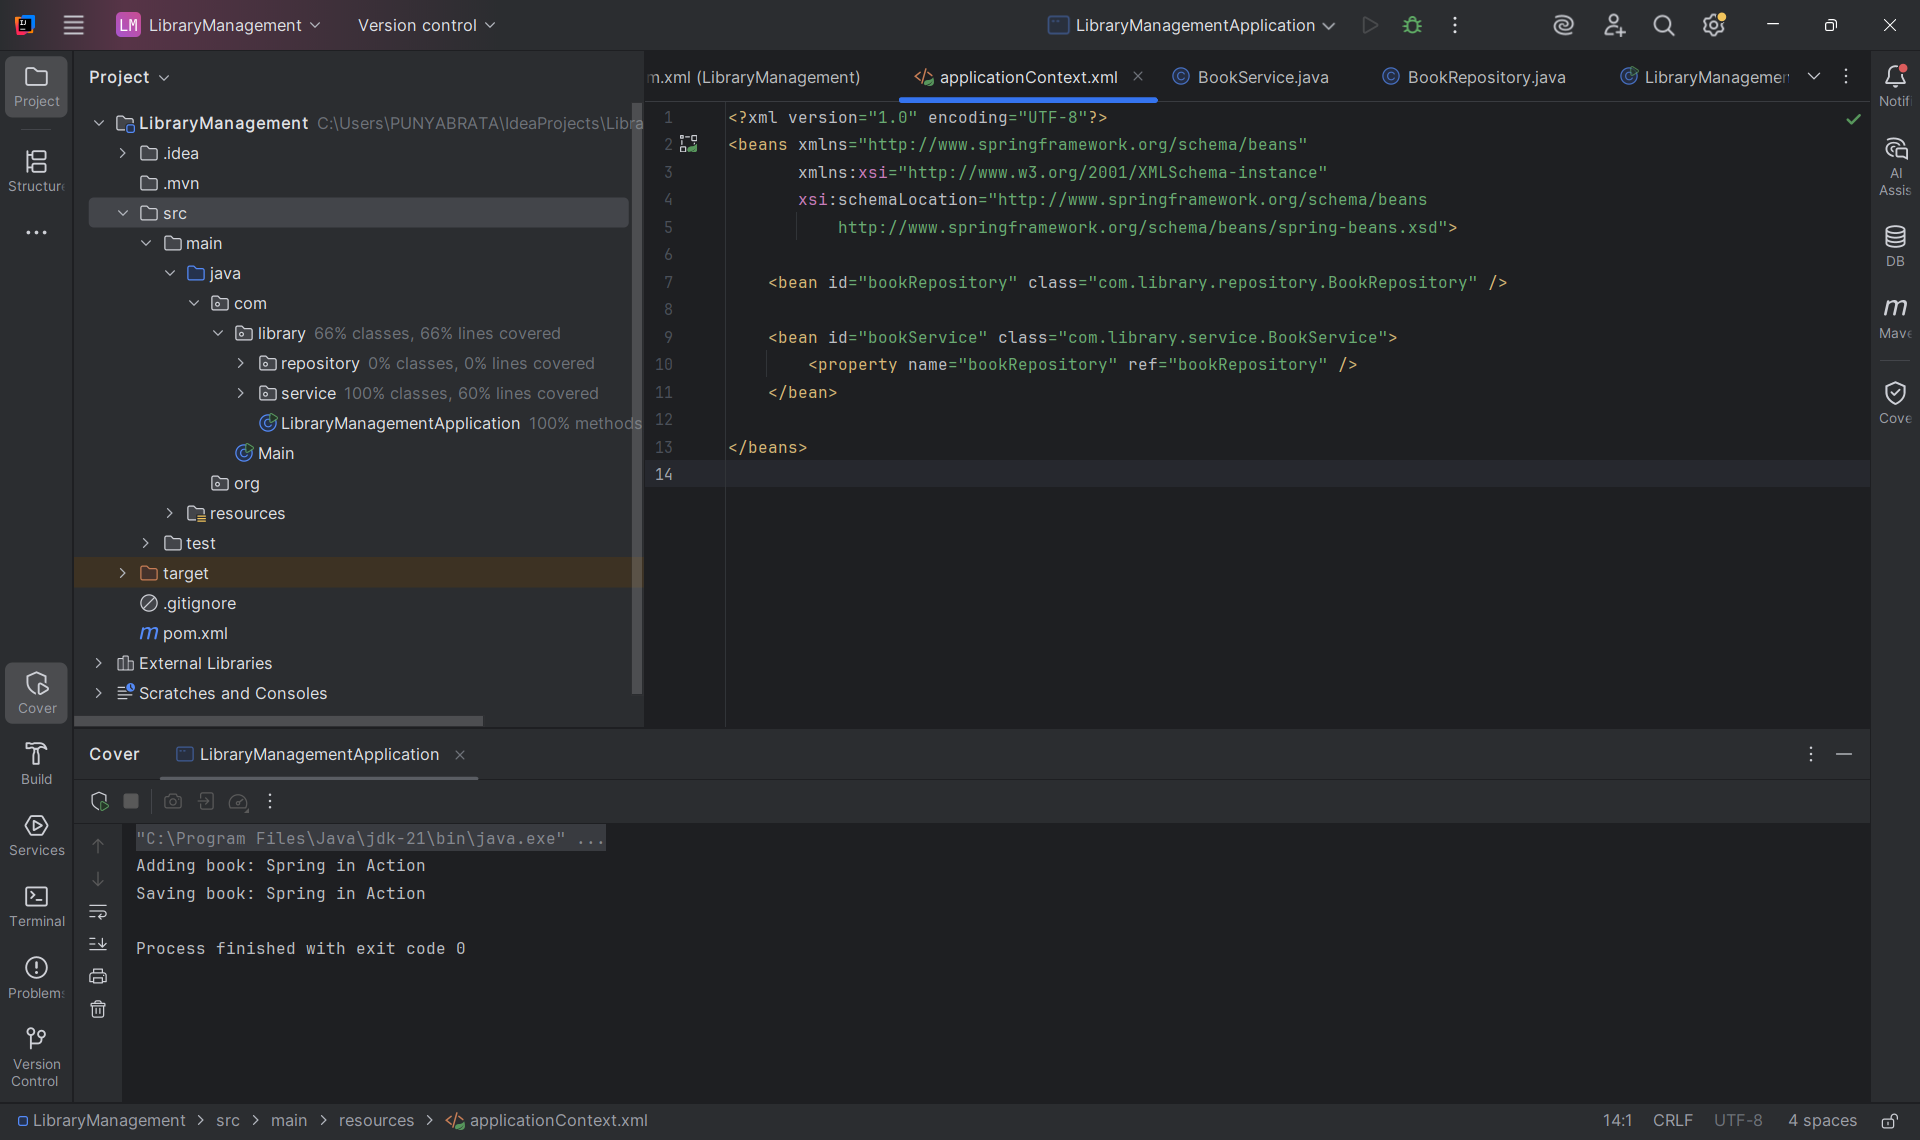 LM LibraryManagement Version control LibraryManagementApplication
Project
Project
Structure
LibraryManagement C:\Users\PUNYABRATA\IdeaProjects\Libra
.idea
.mvn
src
main
java
com
library 66% classes, 66% lines covered
repository 0% classes, 0% lines covered
service 100% classes, 60% lines covered
LibraryManagementApplication 100% methods
Main
org
resources
test
target
.gitignore
m pom.xml
External Libraries
Scratches and Consoles
m.xml (LibraryManagement) applicationContext.xml BookService.java BookRepository.java LibraryManagemen
1 <?xml version="1.0" encoding="UTF-8"?>
2 <beans xmlns="http://www.springframework.org/schema/beans"
3 xmlns:xsi="http://www.w3.org/2001/XMLSchema-instance"
4 xsi:schemaLocation="http://www.springframework.org/schema/beans
5 http://www.springframework.org/schema/beans/spring-beans.xsd">
6
7 <bean id="bookRepository" class="com.library.repository.BookRepository" />
8
9 <bean id="bookService" class="com.library.service.BookService">
10 <property name="bookRepository" ref="bookRepository" />
11 </bean>
12
13 </beans>
14
Notifi
AI
Assis
DB
m
Mave
Cove
Cover
Build
Services
Terminal
Problems
Version
Control
Cover LibraryManagementApplication
"C:\Program Files\Java\jdk-21\bin\java.exe" ...
Adding book: Spring in Action
Saving book: Spring in Action
Process finished with exit code 0
LibraryManagement > src > main > resources > applicationContext.xml 14:1 CRLF UTF-8 4 spaces